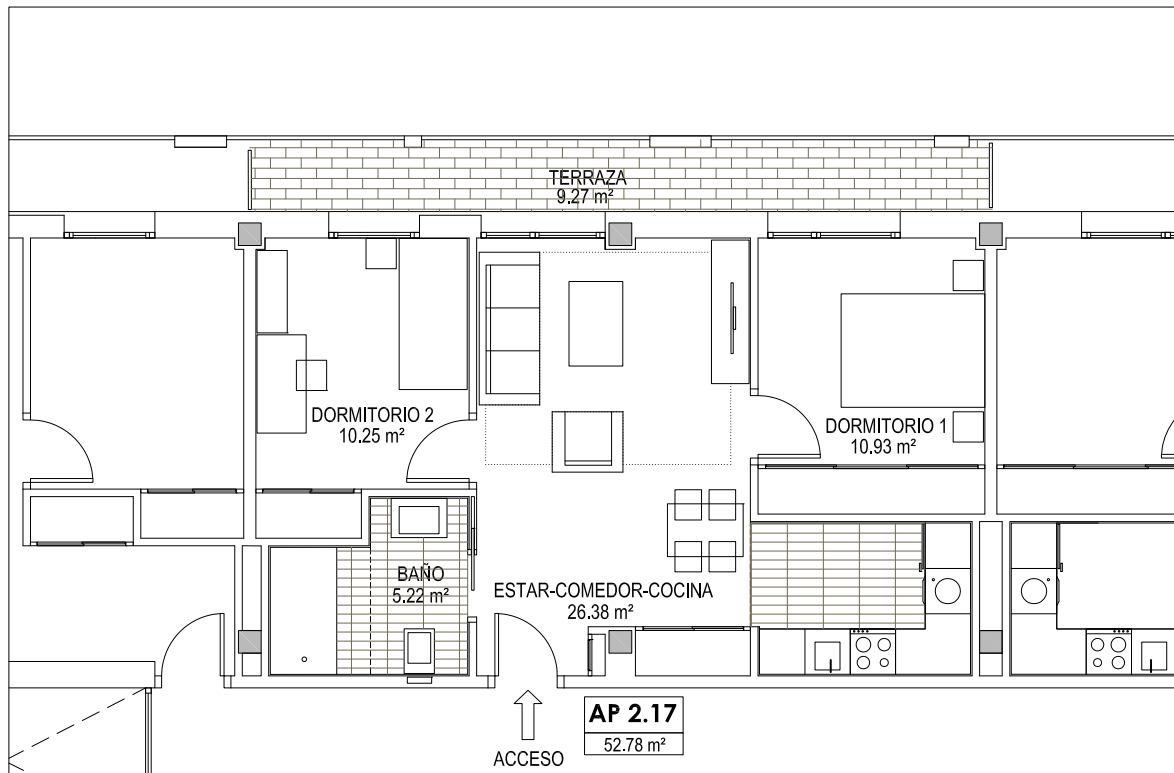 TERRAZA
9.27 m²
DORMITORIO 2
10.25 m²
DORMITORIO 1
10.93 m²
BAÑO
5.22 m²
ESTAR-COMEDOR-COCINA
26.38 m²
AP 2.17
52.78 m²
ACCESO